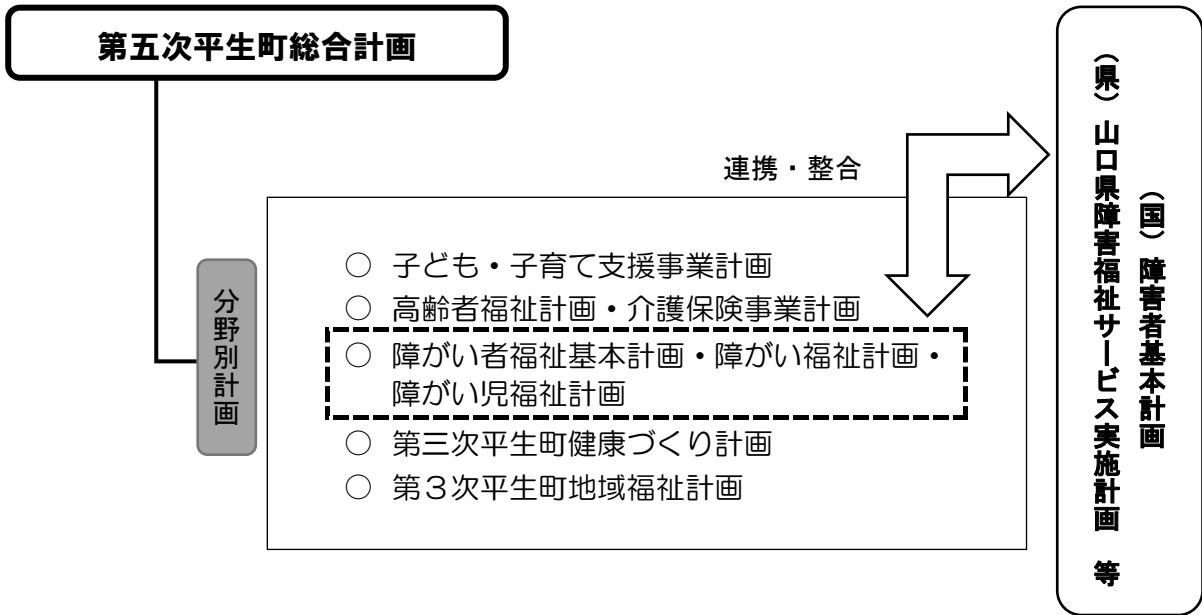 第五次平生町総合計画
連携・整合
分野別計画
○ 子ども・子育て支援事業計画
○ 高齢者福祉計画・介護保険事業計画
○ 障がい者福祉基本計画・障がい福祉計画・
障がい児福祉計画
○ 第三次平生町健康づくり計画
○ 第３次平生町地域福祉計画
（国）障害者基本計画
（県）山口県障害福祉サービス実施計画　等